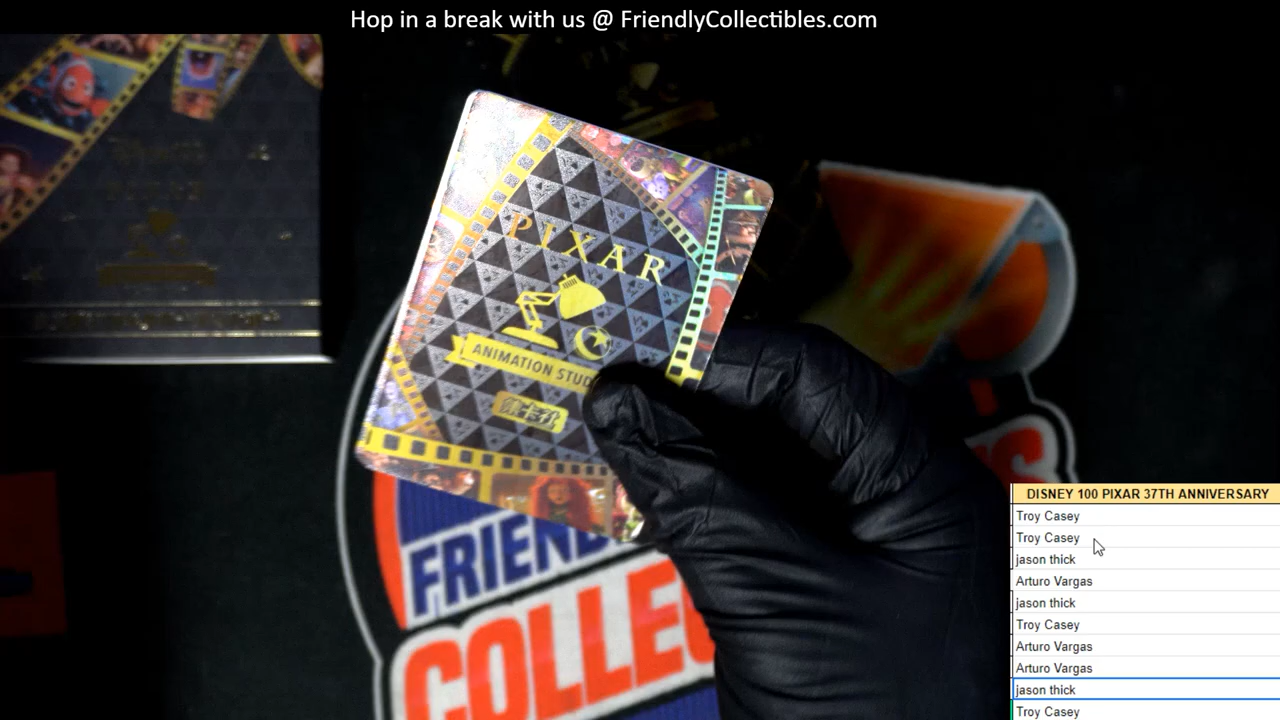 Hop in a break with us @ FriendlyCollectibles.com
PIXAR
ANIMATION STUD
FRIEND
COLLEC
DISNEY 100 PIXAR 37TH ANNIVERSARY
Troy Casey
Troy Casey
jason thick
Arturo Vargas
jason thick
Troy Casey
Arturo Vargas
Arturo Vargas
jason thick
Troy Casey